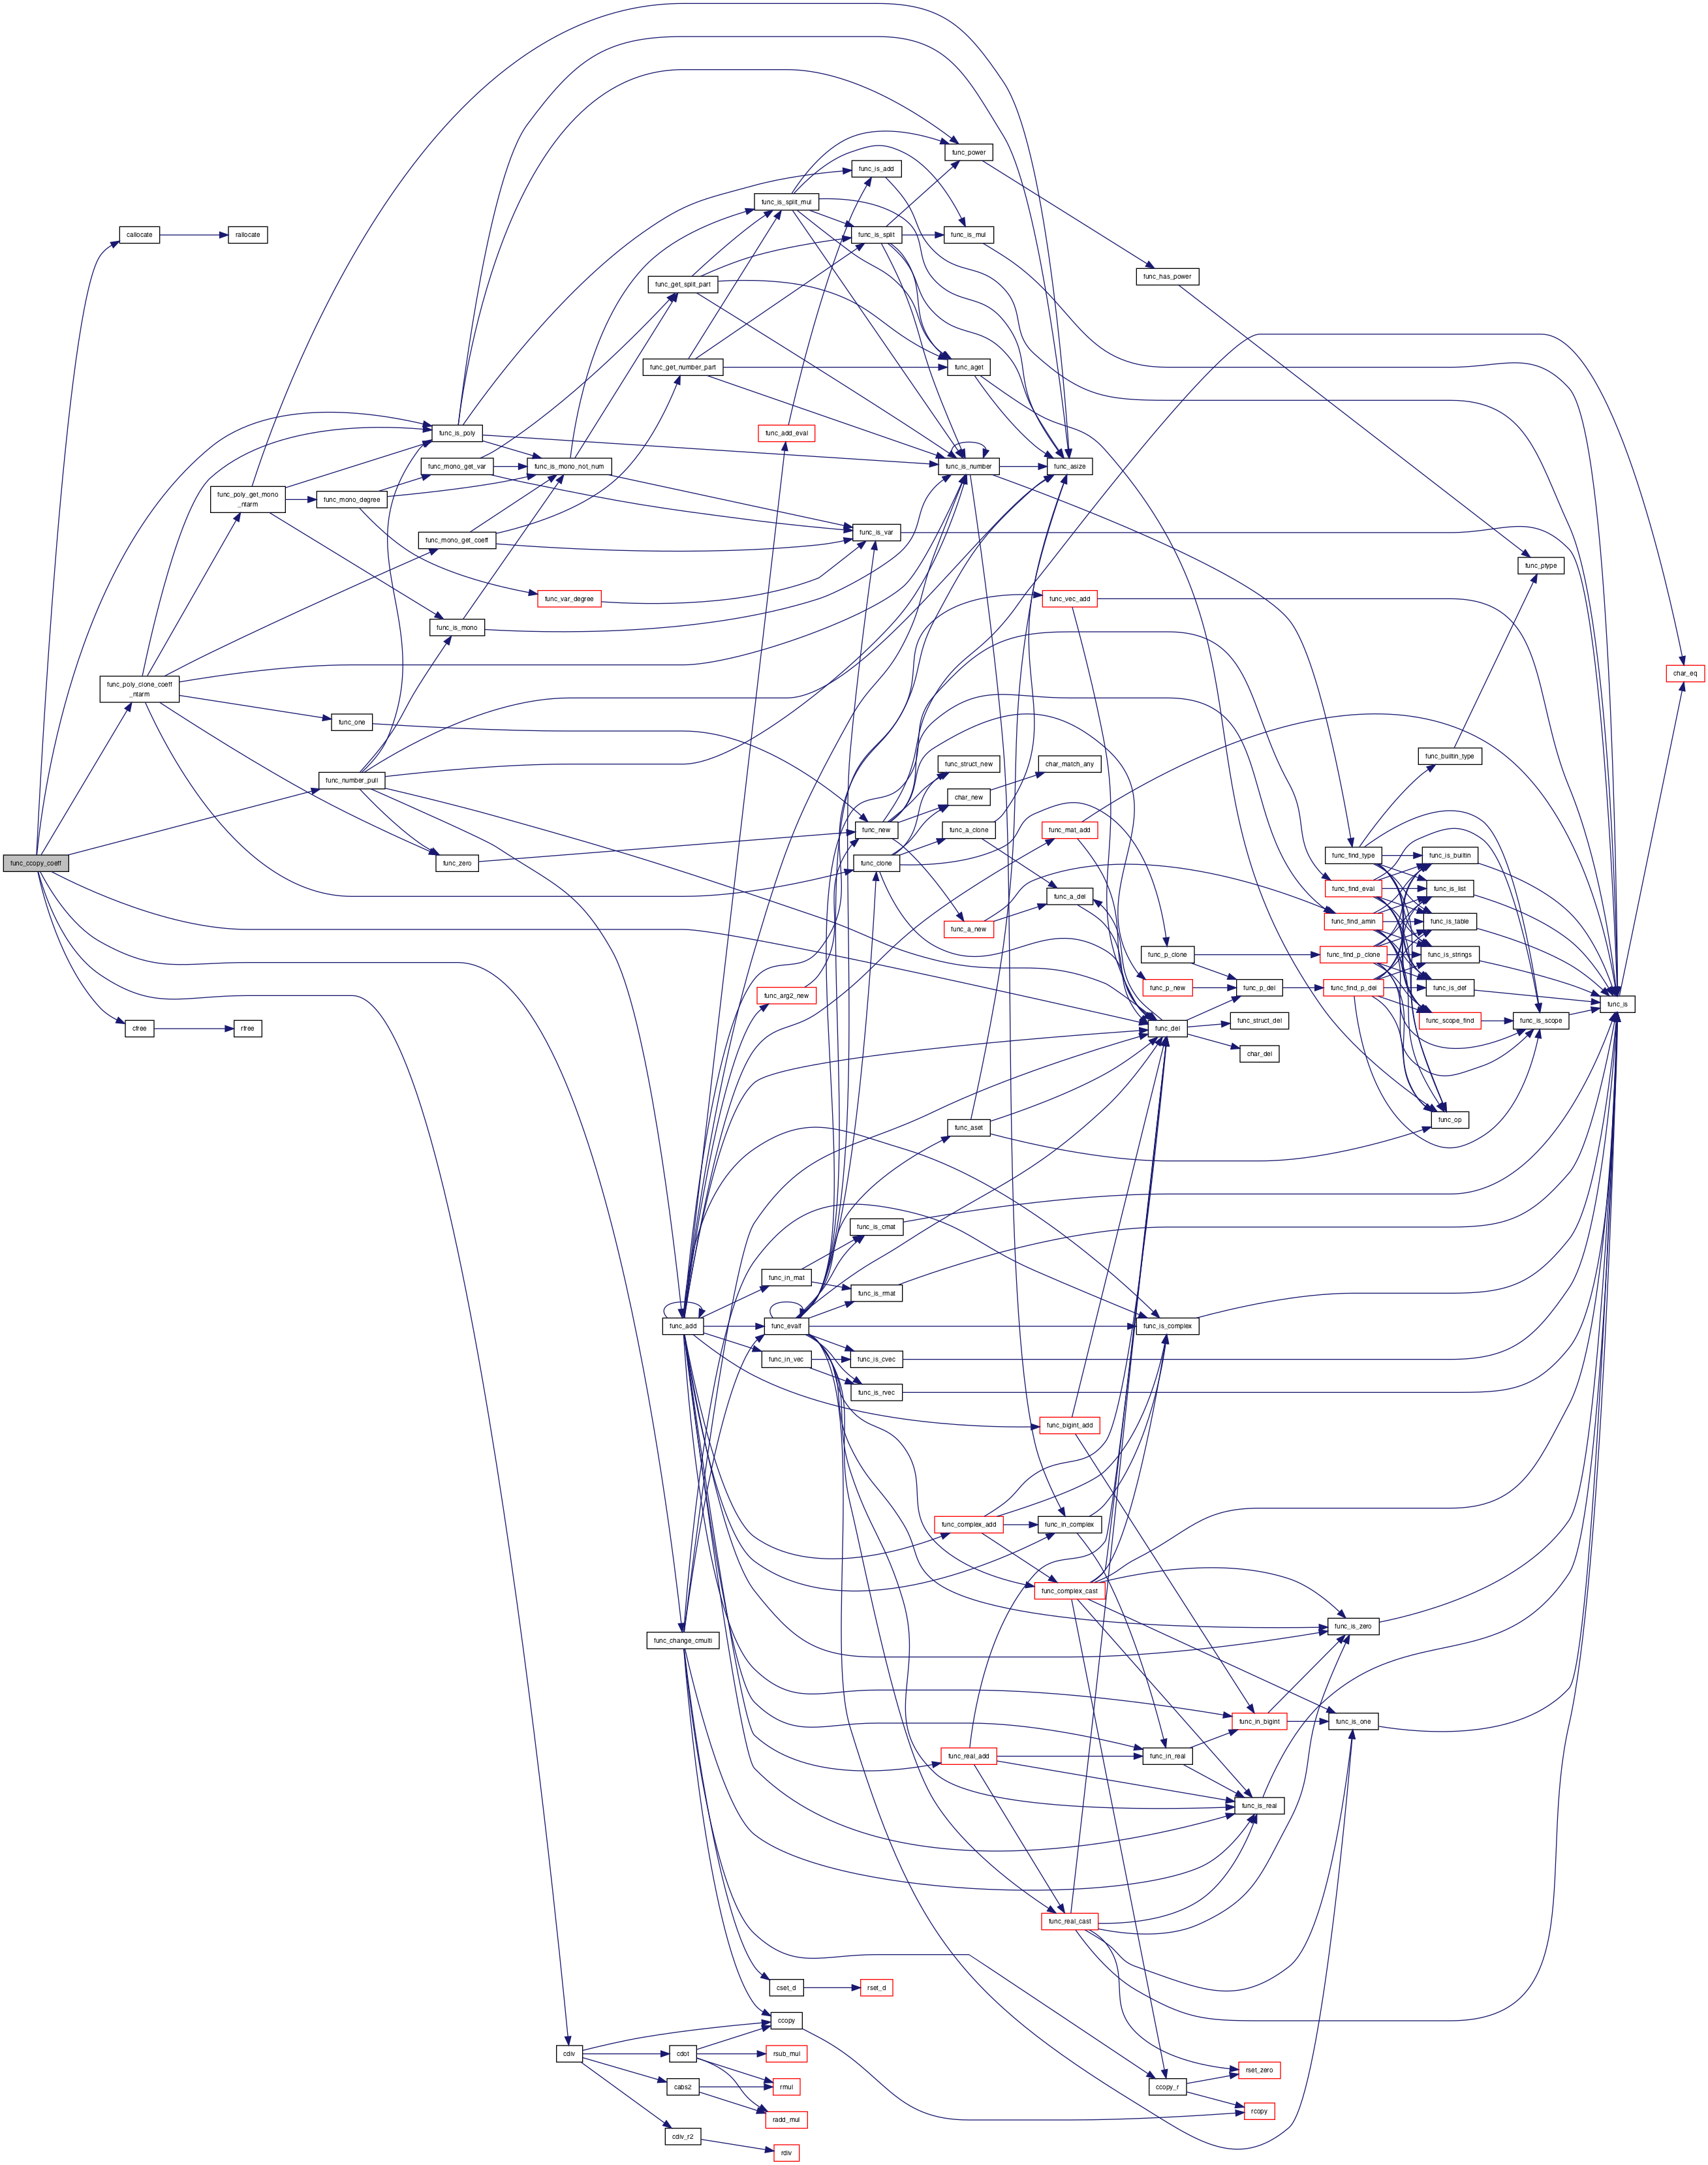 func_power
func_is_add
func_is_split_mul
callocate
rallocate
func_is_split
func_is_mul
func_has_power
func_get_split_part
func_get_number_part
func_aget
func_is_poly
func_add_eval
func_mono_get_var
func_is_mono_not_num
func_is_number
func_asize
func_poly_get_mono
_ntarm
func_mono_degree
func_mono_get_coeff
func_is_var
func_ptype
func_var_degree
func_vec_add
func_is_mono
char_eq
func_poly_clone_coeff
_ntarm
func_one
func_builtin_type
func_struct_new
char_match_any
func_number_pull
char_new
func_new
func_a_clone
func_mat_add
func_ccopy_coeff
func_zero
func_clone
func_find_type
func_is_builtin
func_find_eval
func_is_list
func_a_del
func_a_new
func_find_amin
func_is_table
func_p_clone
func_find_p_clone
func_is_strings
func_arg2_new
func_p_new
func_p_del
func_find_p_del
func_is_def
func_is
cfree
rfree
func_del
func_struct_del
func_scope_find
func_is_scope
char_del
func_aset
func_op
func_is_cmat
func_in_mat
func_is_rmat
func_add
func_evalf
func_is_complex
func_in_vec
func_is_cvec
func_is_rvec
func_bigint_add
func_complex_add
func_in_complex
func_complex_cast
func_change_cmulti
func_is_zero
func_in_bigint
func_is_one
func_real_add
func_in_real
func_is_real
func_real_cast
cset_d
rset_d
ccopy
cdiv
cdot
rsub_mul
rset_zero
cabs2
rmul
ccopy_r
rcopy
radd_mul
cdiv_r2
rdiv